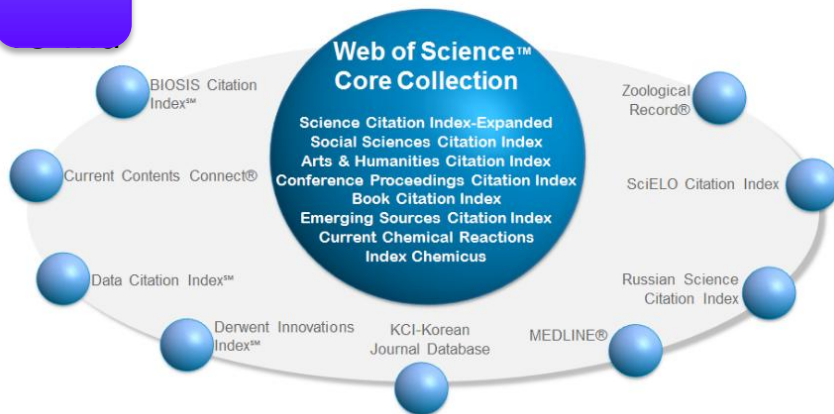 Web of Science™
Core Collection
Science Citation Index-Expanded
Social Sciences Citation Index
Arts & Humanities Citation Index
Conference Proceedings Citation Index
Book Citation Index
Emerging Sources Citation Index
Current Chemical Reactions
Index Chemicus
BIOSIS Citation
Index℠
Current Contents Connect®
Data Citation Index℠
Derwent Innovations
Index℠
KCI-Korean
Journal Database
MEDLINE®
Russian Science
Citation Index
SciELO Citation Index
Zoological
Record®